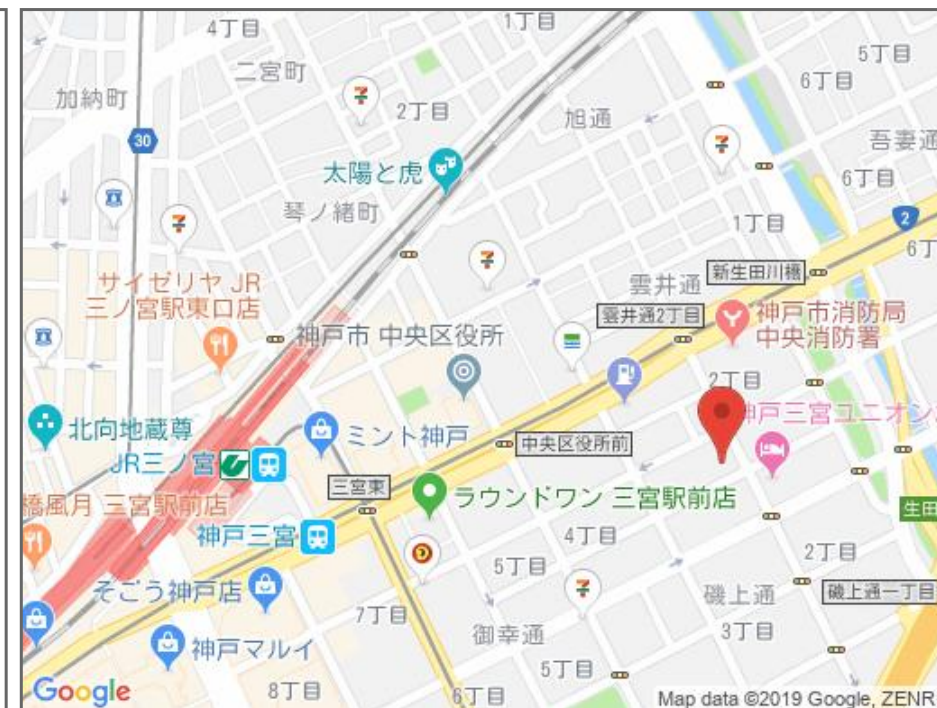 4丁目
1丁目
二宮町
5丁目
6丁目
加納町
2丁目
旭通
30
吾妻通
太陽と虎
6丁目
琴ノ緒町
1丁目
2
6丁
サイゼリヤ JR
三ノ宮駅東口店
雲井通
新生田川橋
神戸市 中央区役所
雲井通2丁目
神戸市消防局
中央消防署
2丁目
神戸三宮ユニオン
北向地蔵尊
ミント神戸
中央区役所前
JR三ノ宮
三宮東
ラウンドワン 三宮駅前店
橋風月 三宮駅前店
生田
神戸三宮
4丁目
5丁目
2丁目
そごう神戸店
磯上通
磯上通一丁目
7丁目
御幸通
3丁目
神戸マルイ
5丁目
Google
8丁目
6丁目
Map data ©2019 Google, ZENR